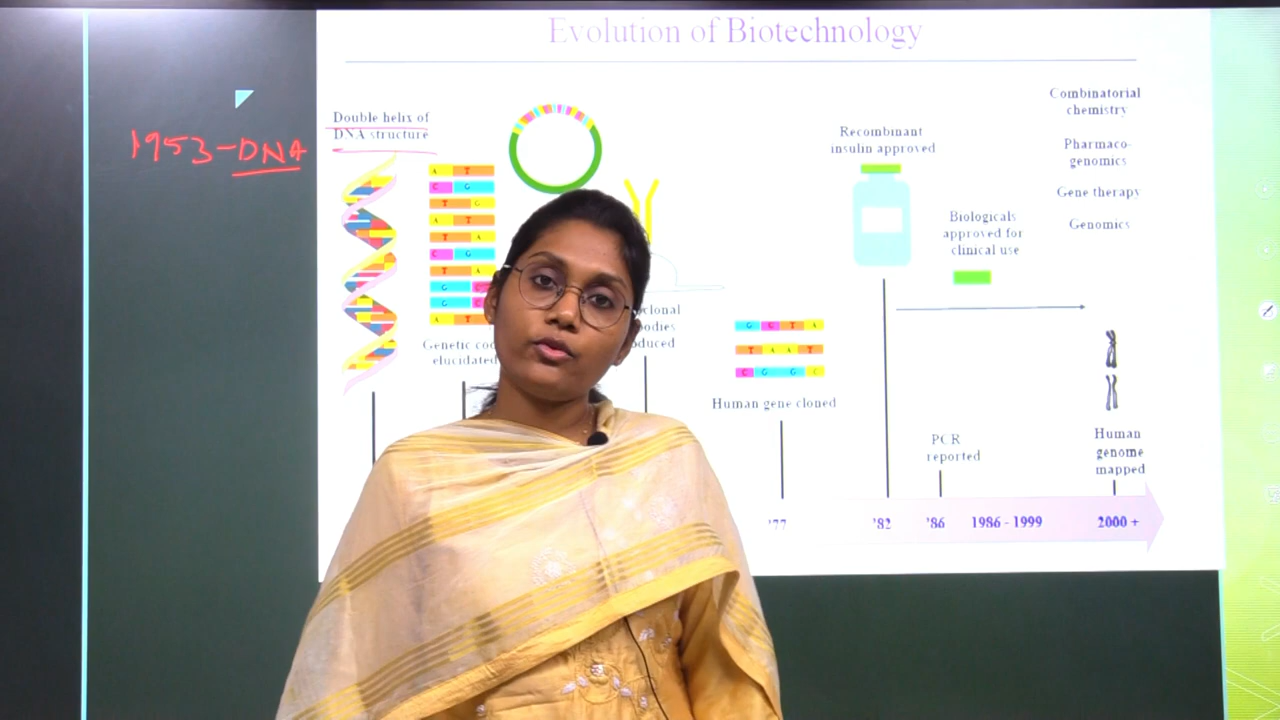 Evolution of Biotechnology
1953-DNA
Double helix of
DNA structure
A T
C G
T G
A T
T A
C G
T A
G C
G C
A T
Genetic
elucidated
G G T A
T A A T
C G G C
Human gene cloned
Recombinant
insulin approved
Biologicals
approved for
clinical use
PCR
reported
Combinatorial
chemistry
Pharmaco-
genomics
Gene therapy
Genomics
Human
genome
mapped
'77 '82 '86 1986 - 1999 2000 +